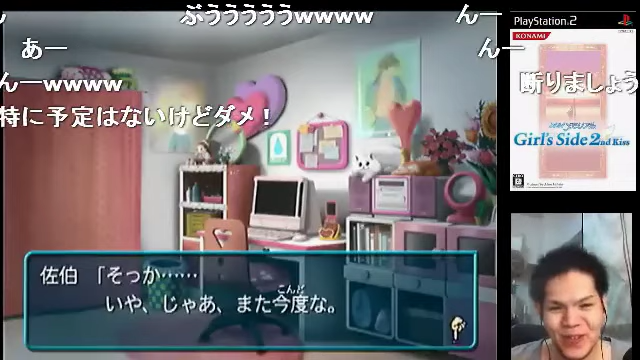 ん
ぶうううううwwww
んー
あー
んー
んーwwww
断りましょう
特に予定はないけどダメ！
PlayStation.2
KONAMI
Girl's Side 2nd Kiss
佐伯 「そっか……
いや、じゃあ、また今度な。
こんど